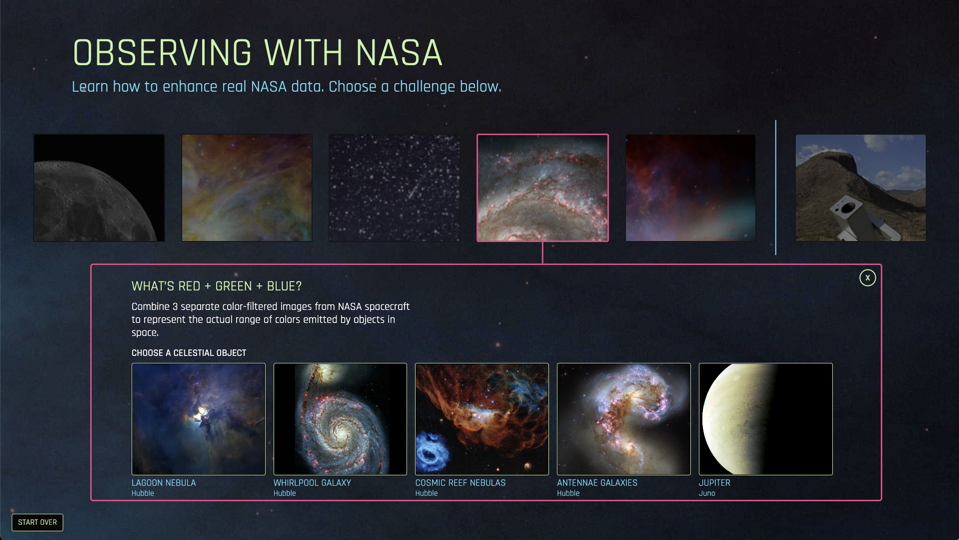 OBSERVING WITH NASA
Learn how to enhance real NASA data. Choose a challenge below.
WHAT'S RED + GREEN + BLUE?
X
Combine 3 separate color-filtered images from NASA spacecraft
to represent the actual range of colors emitted by objects in
space.
CHOOSE A CELESTIAL OBJECT
LAGOON NEBULA
Hubble
WHIRLPOOL GALAXY
Hubble
COSMIC REEF NEBULAS
Hubble
ANTENNAE GALAXIES
Hubble
JUPITER
Juno
START OVER